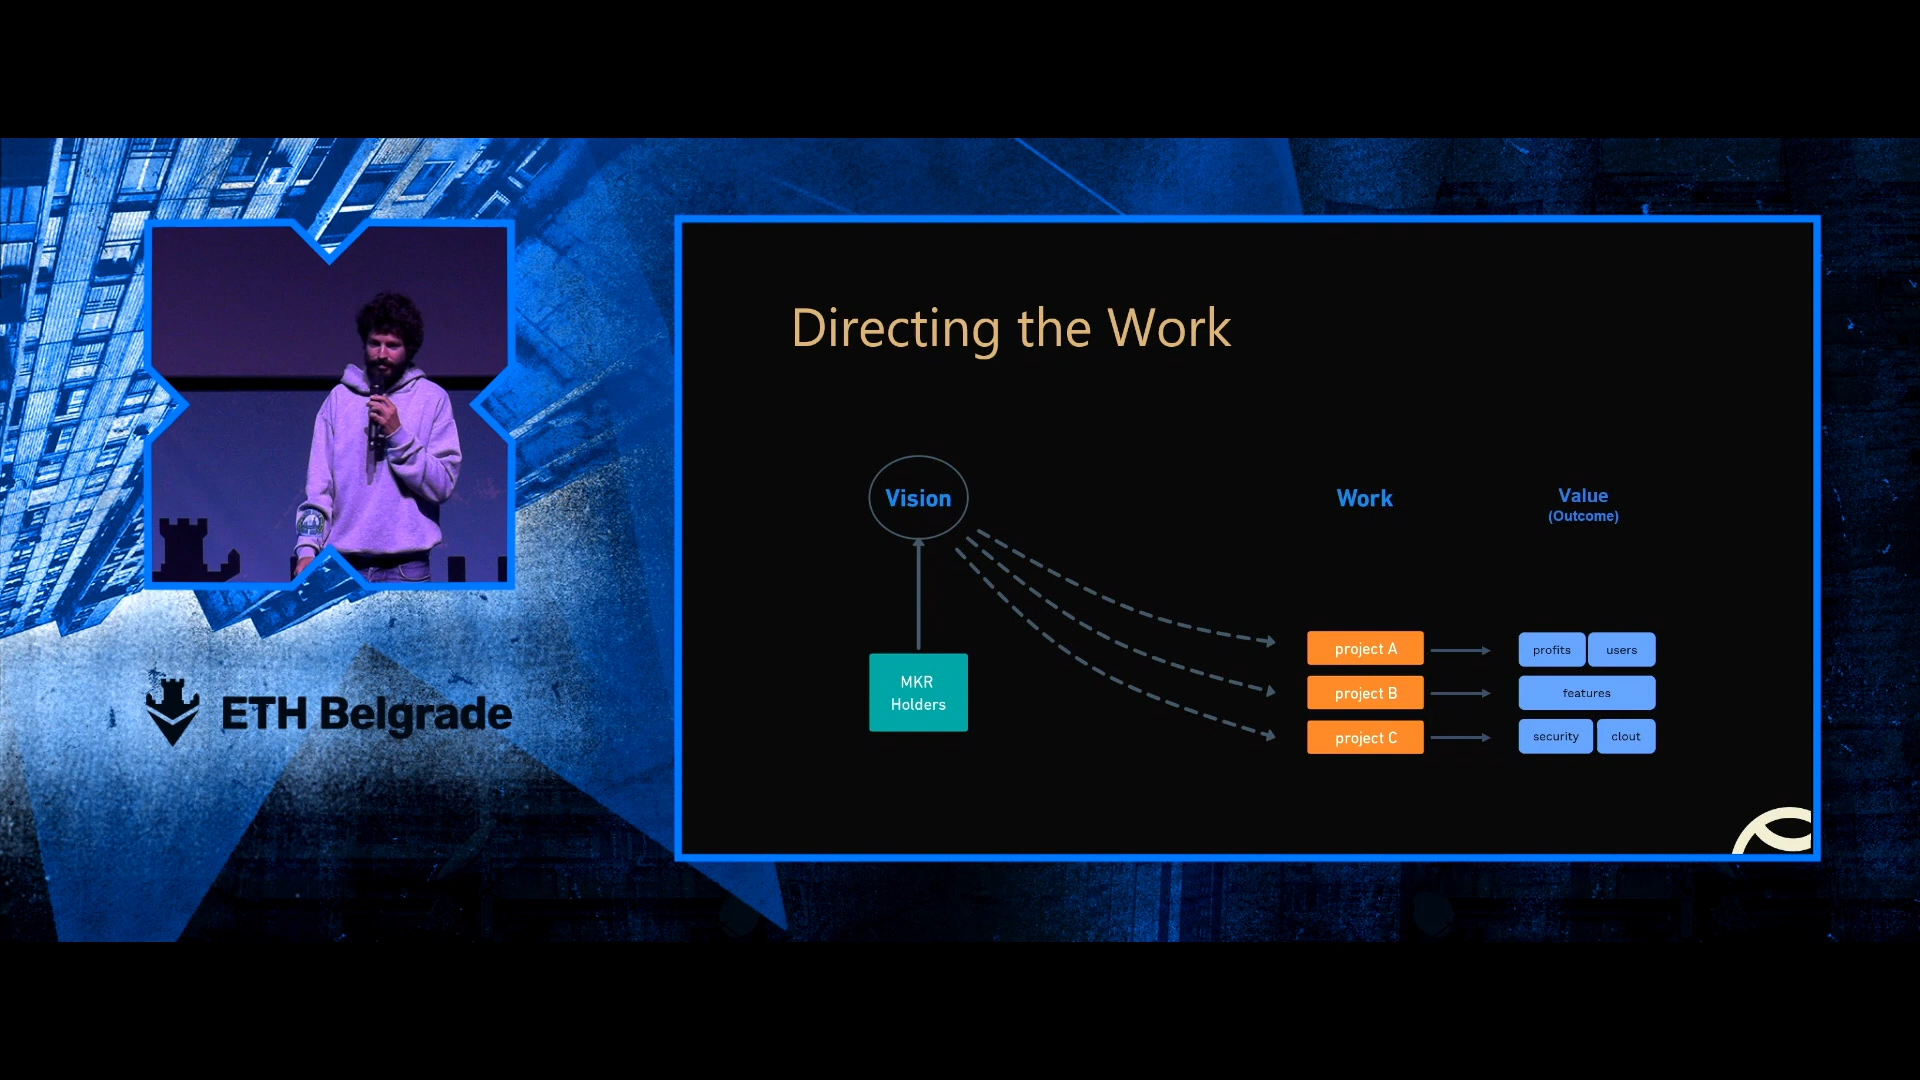 Directing the Work
Vision
Work
Value
(Outcome)
MKR
Holders
project A
profits
users
project B
features
project C
security
clout
ETH Belgrade